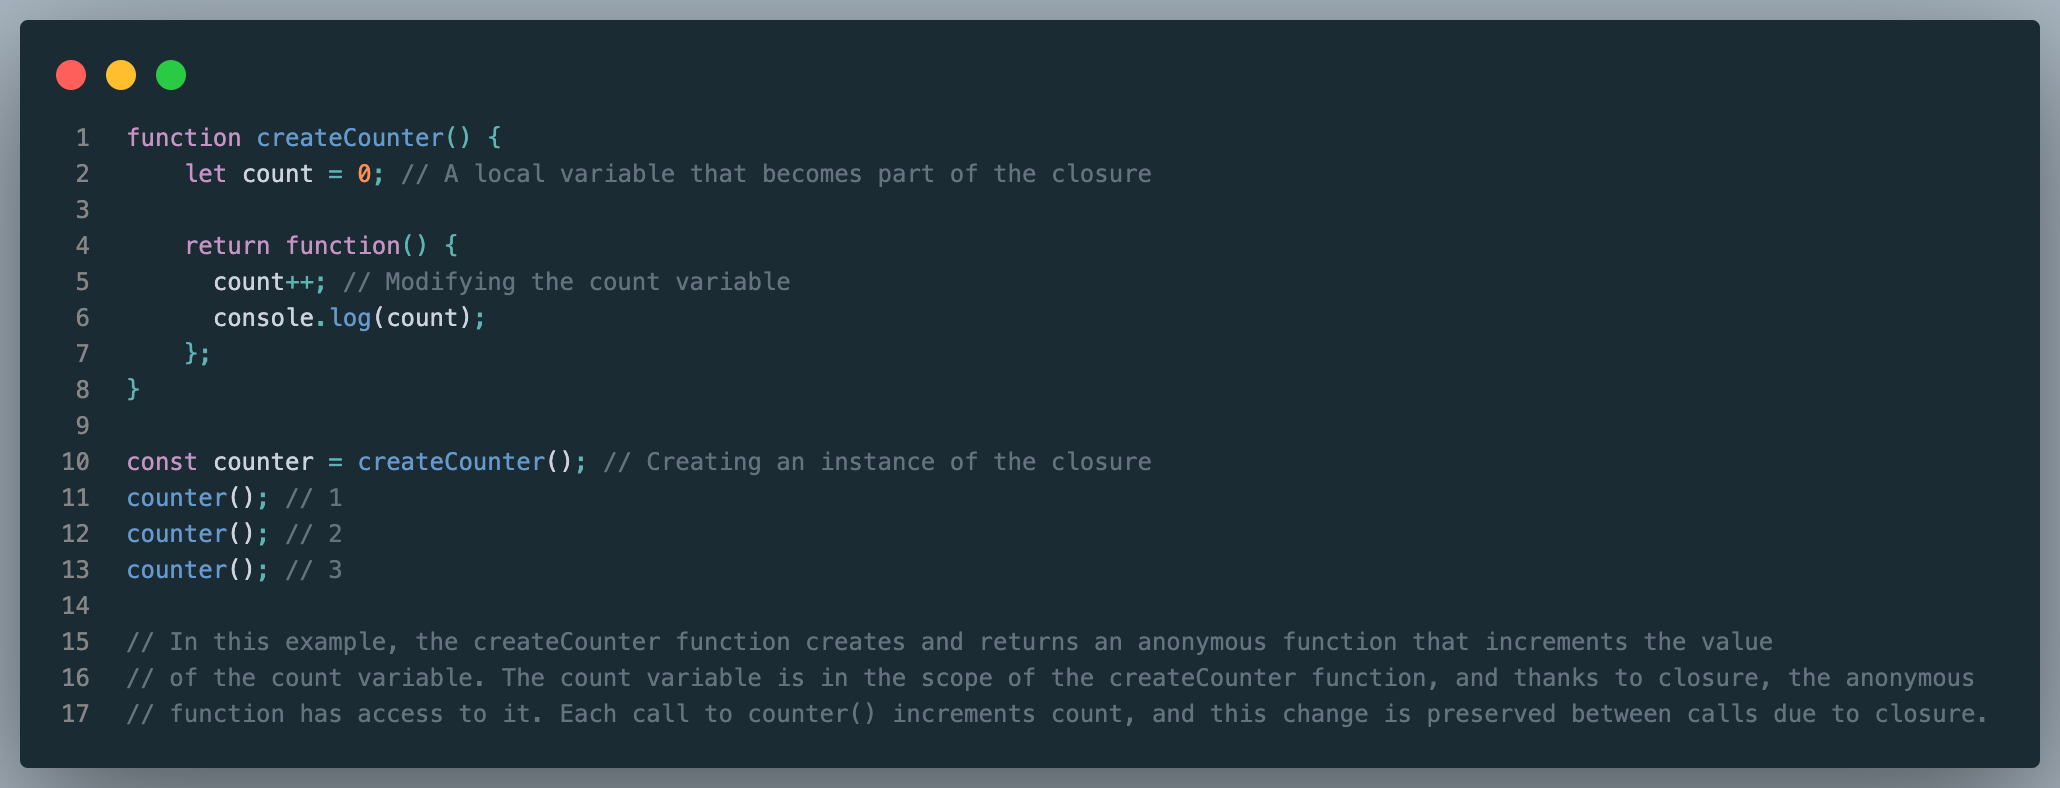 1 function createCounter() {
2     let count = 0; // A local variable that becomes part of the closure
3
4     return function() {
5       count++; // Modifying the count variable
6       console.log(count);
7     };
8 }
9
10 const counter = createCounter(); // Creating an instance of the closure
11 counter(); // 1
12 counter(); // 2
13 counter(); // 3
14
15 // In this example, the createCounter function creates and returns an anonymous function that increments the value
16 // of the count variable. The count variable is in the scope of the createCounter function, and thanks to closure, the anonymous
17 // function has access to it. Each call to counter() increments count, and this change is preserved between calls due to closure.